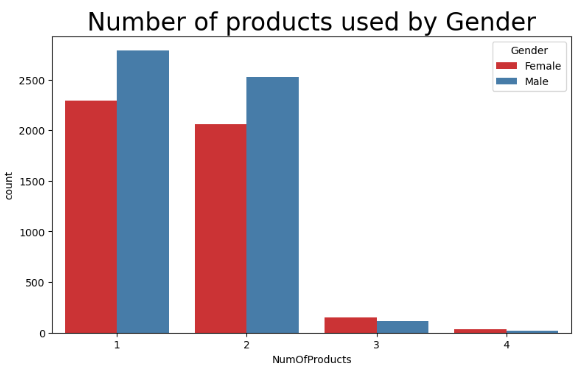 Number of products used by Gender
Gender
Female
Male
2500
2000
1500
1000
500
0
count
1 2 3 4
NumOfProducts